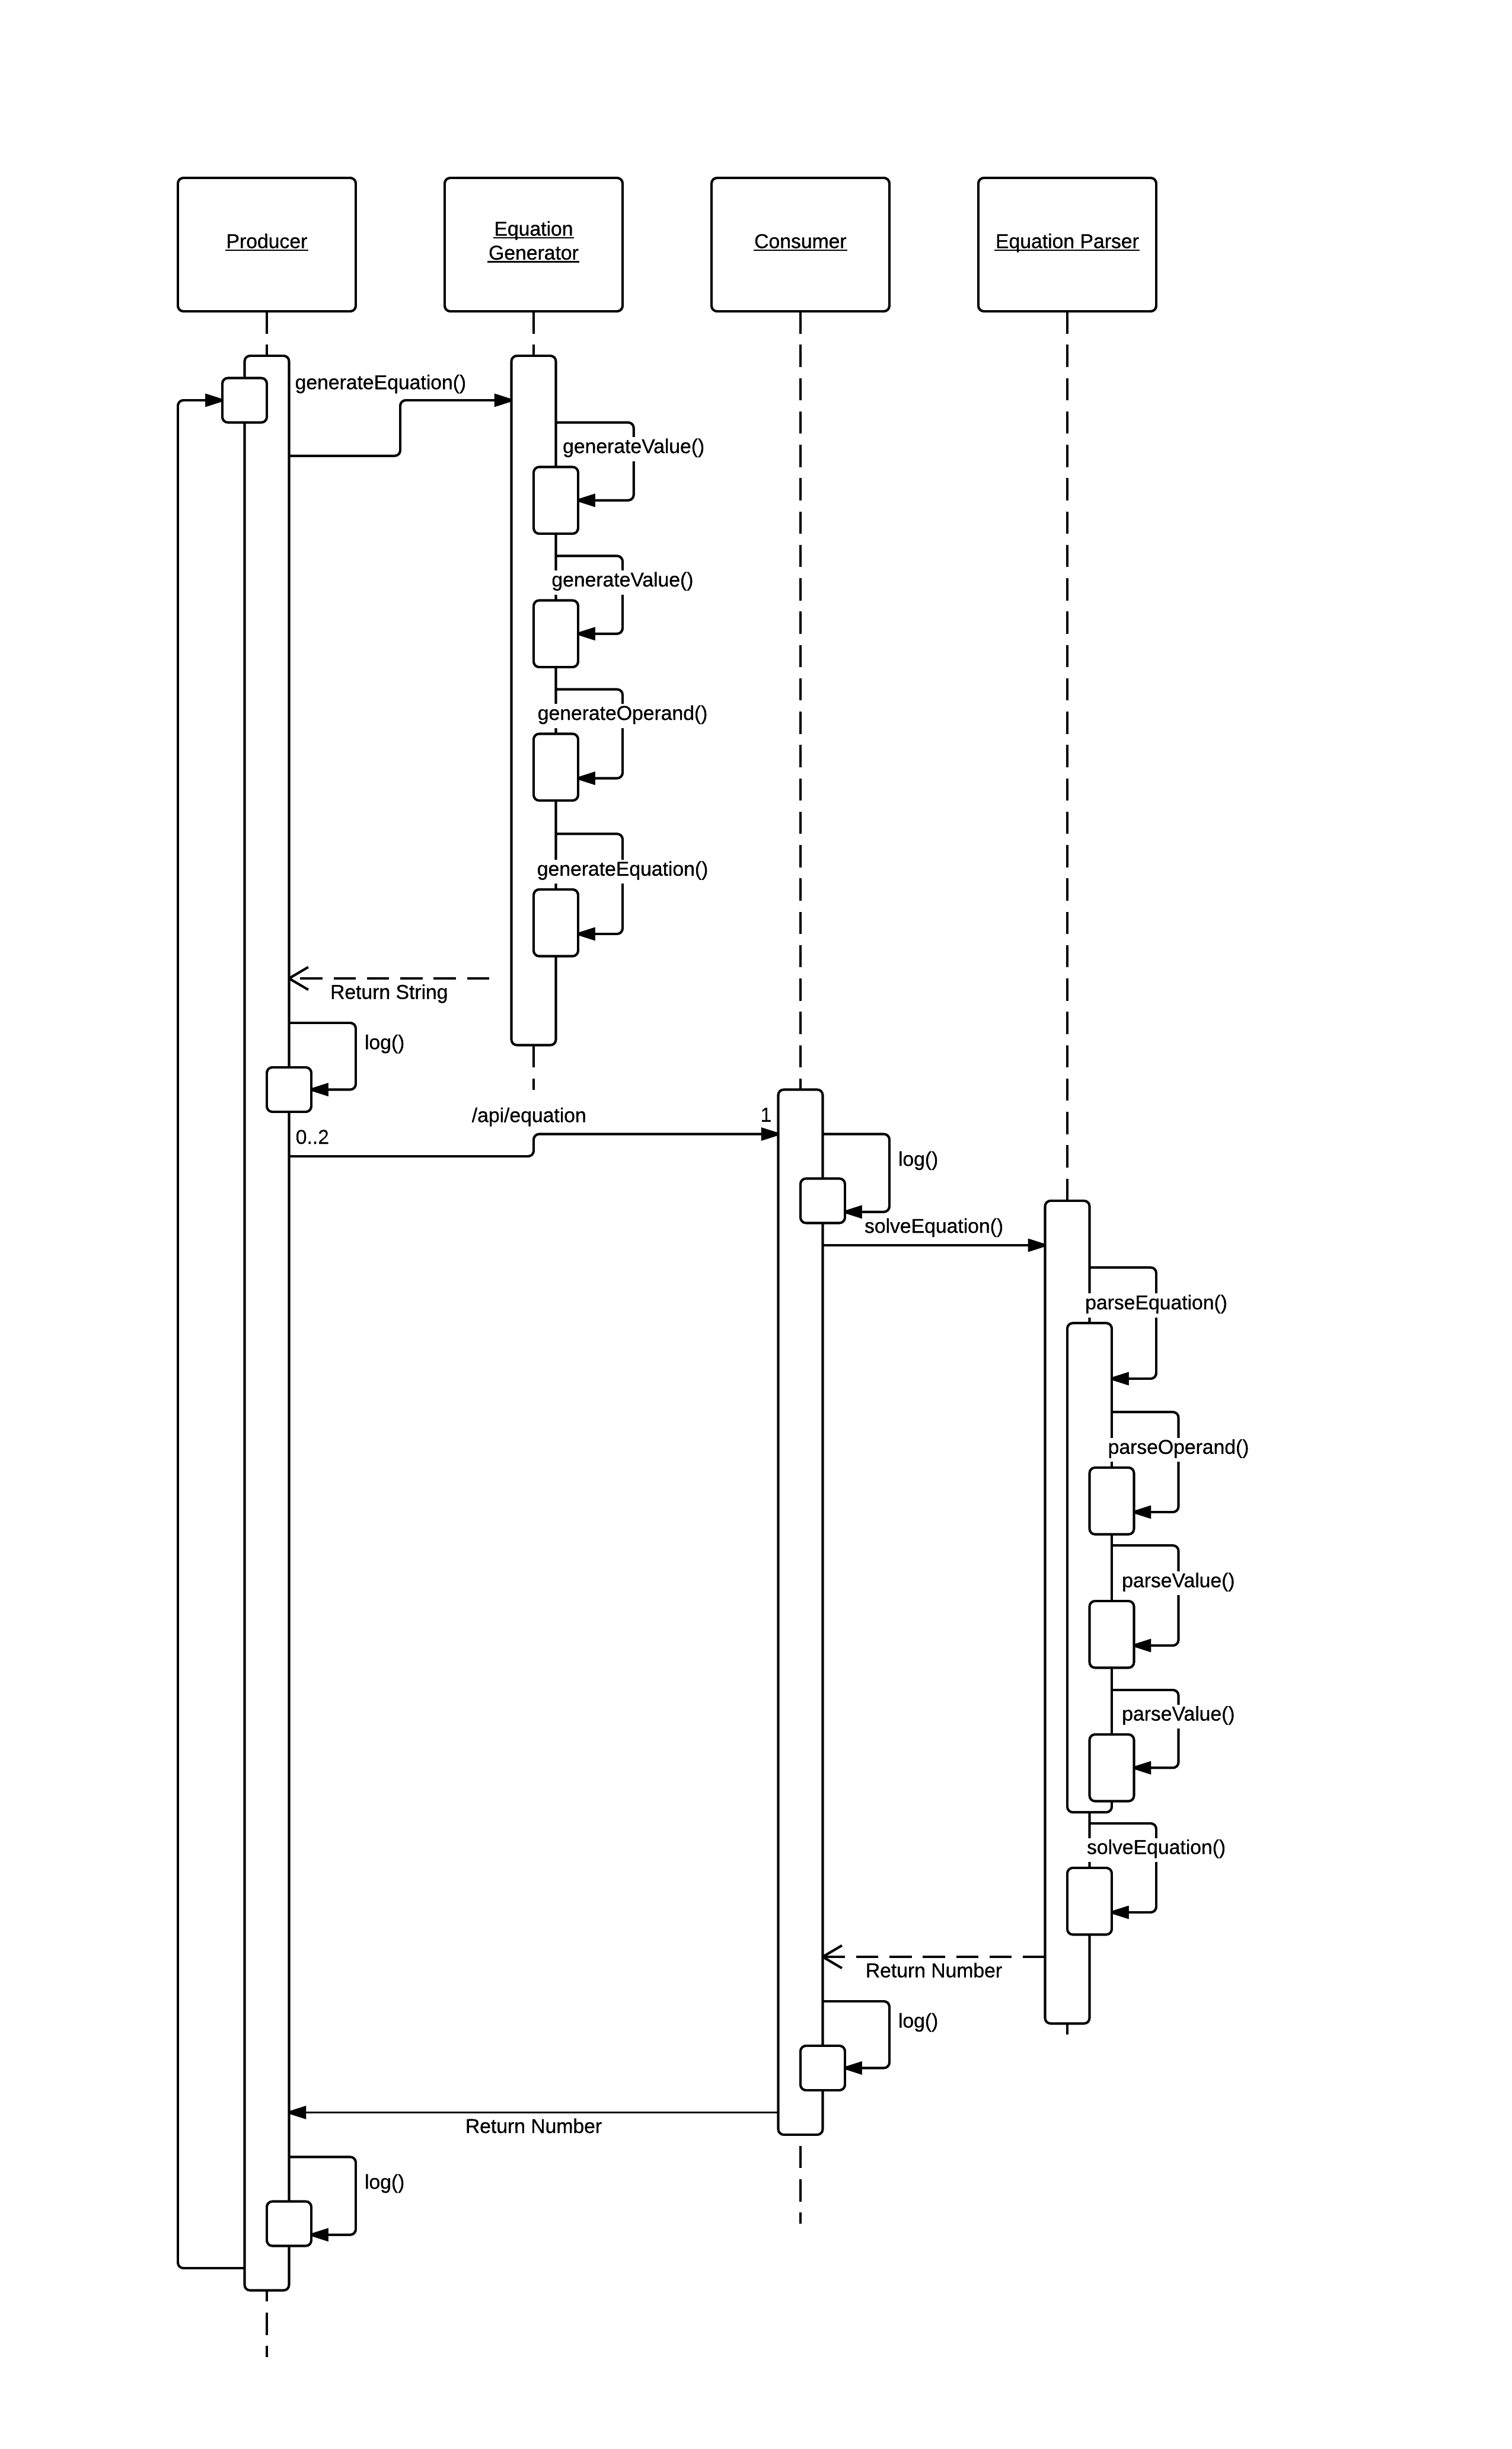 Producer
Equation
Generator
Consumer
Equation Parser
generateEquation()
generateValue()
generateValue()
generateOperand()
generateEquation()
Return String
log()
/api/equation
1
0..2
log()
solveEquation()
parseEquation()
parseOperand()
parseValue()
parseValue()
solveEquation()
Return Number
log()
Return Number
log()